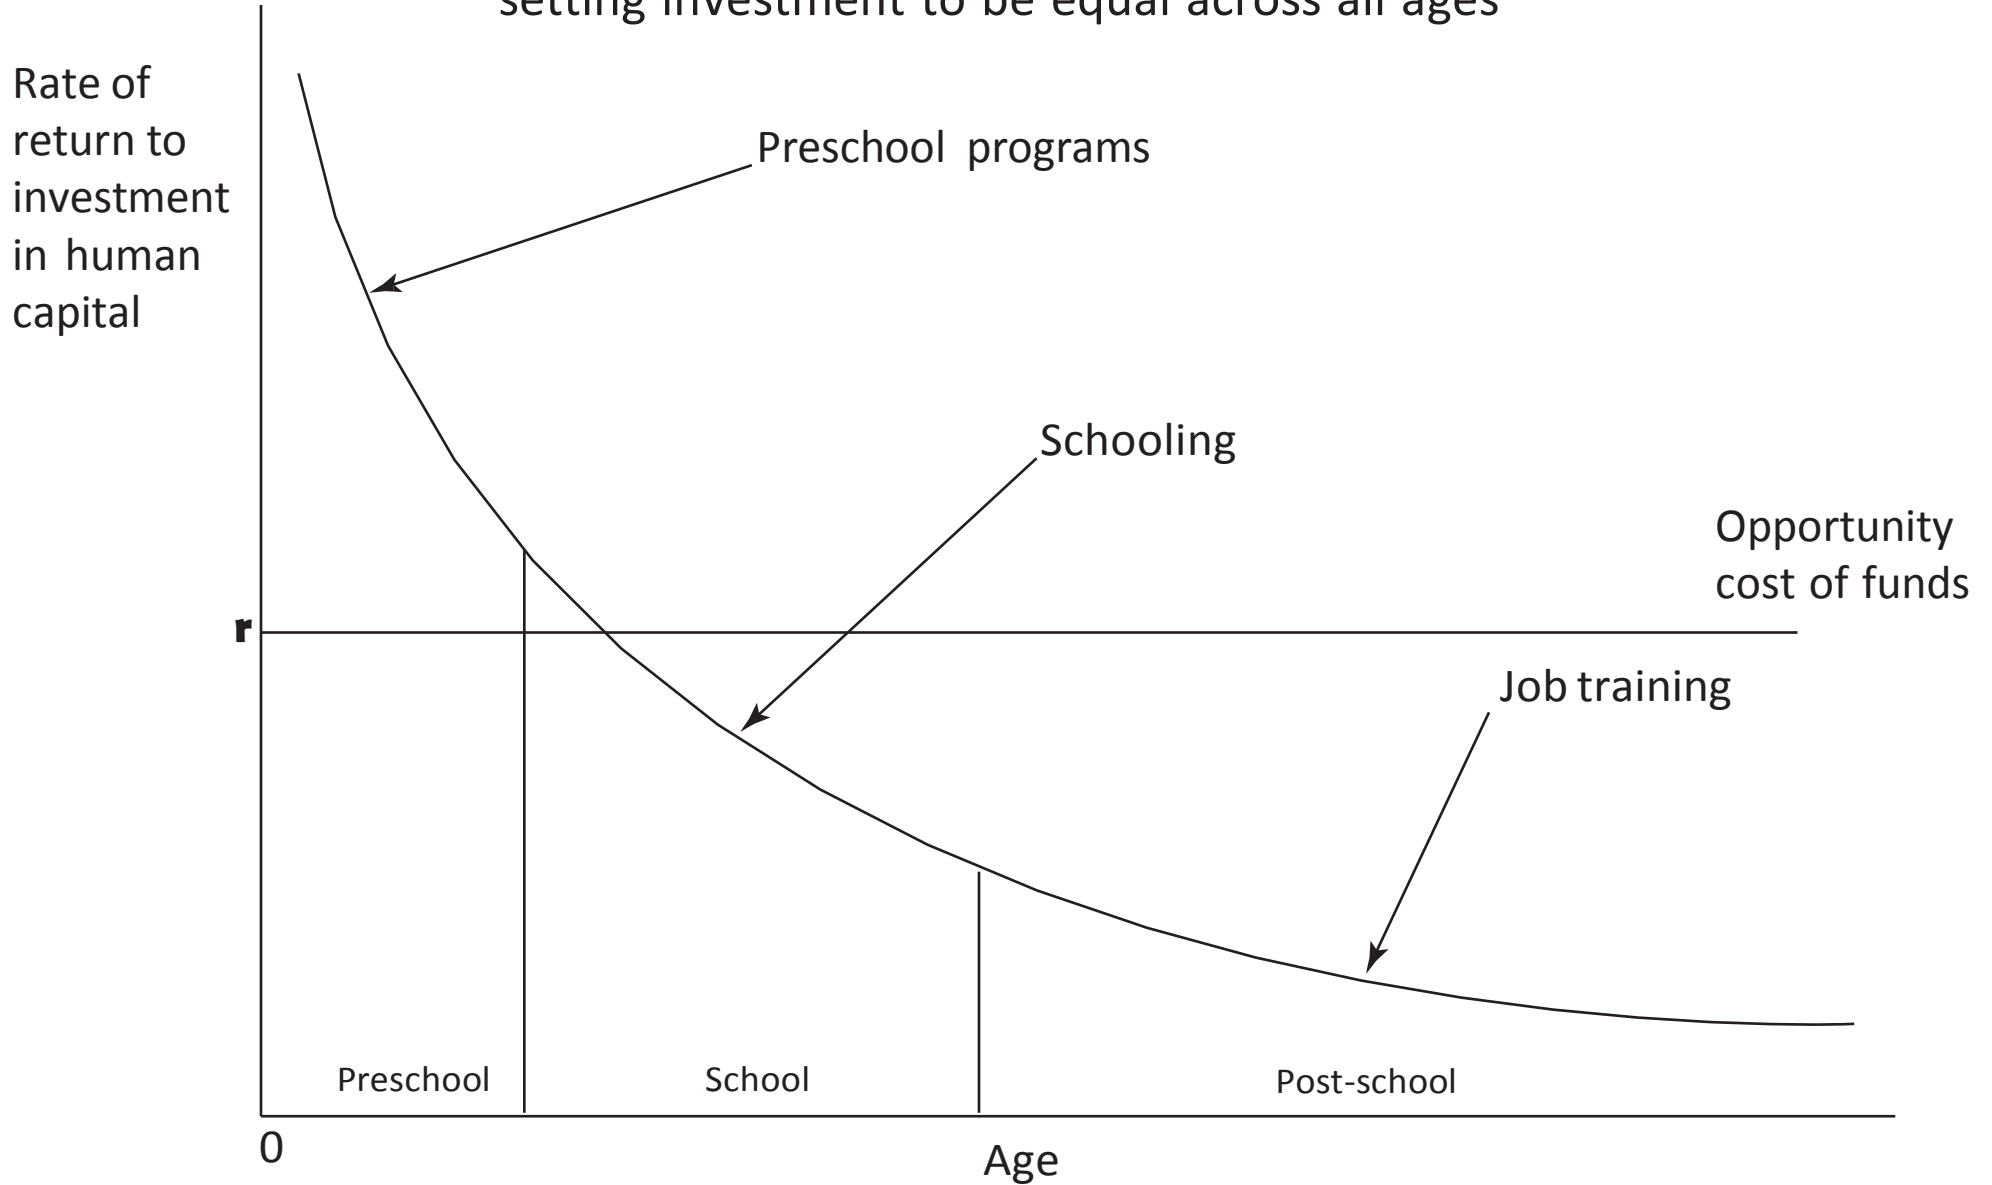 setting investment to be equal across all ages
Rate of
return to
investment
in human
capital
Preschool programs
Schooling
Opportunity
cost of funds
r
Job training
Preschool
School
Post-school
0
Age